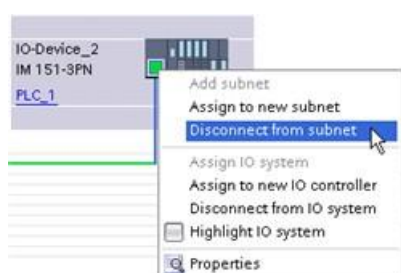 IO-Device_2
IM 151-3PN
PLC_1
Add subnet
Assign to new subnet
Disconnect from subnet
Assign IO system
Assign to new IO controller
Disconnect from IO system
Highlight IO system
Properties